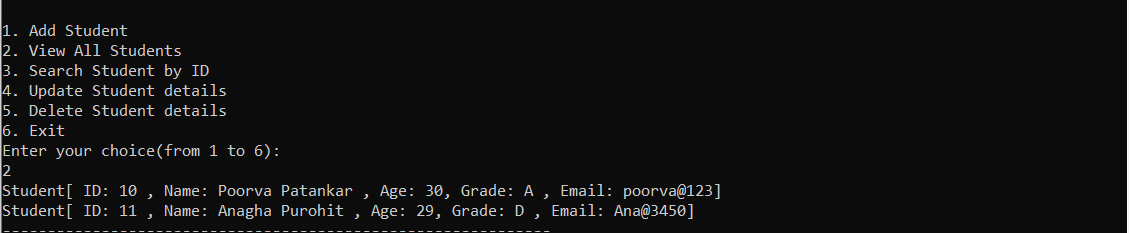 1. Add Student
2. View All Students
3. Search Student by ID
4. Update Student details
5. Delete Student details
6. Exit
Enter your choice(from 1 to 6):
2
Student[ ID: 10 , Name: Poorva Patankar , Age: 30, Grade: A , Email: poorva@123]
Student[ ID: 11 , Name: Anagha Purohit , Age: 29, Grade: D , Email: Ana@3450]
-------------------------------------------------------------